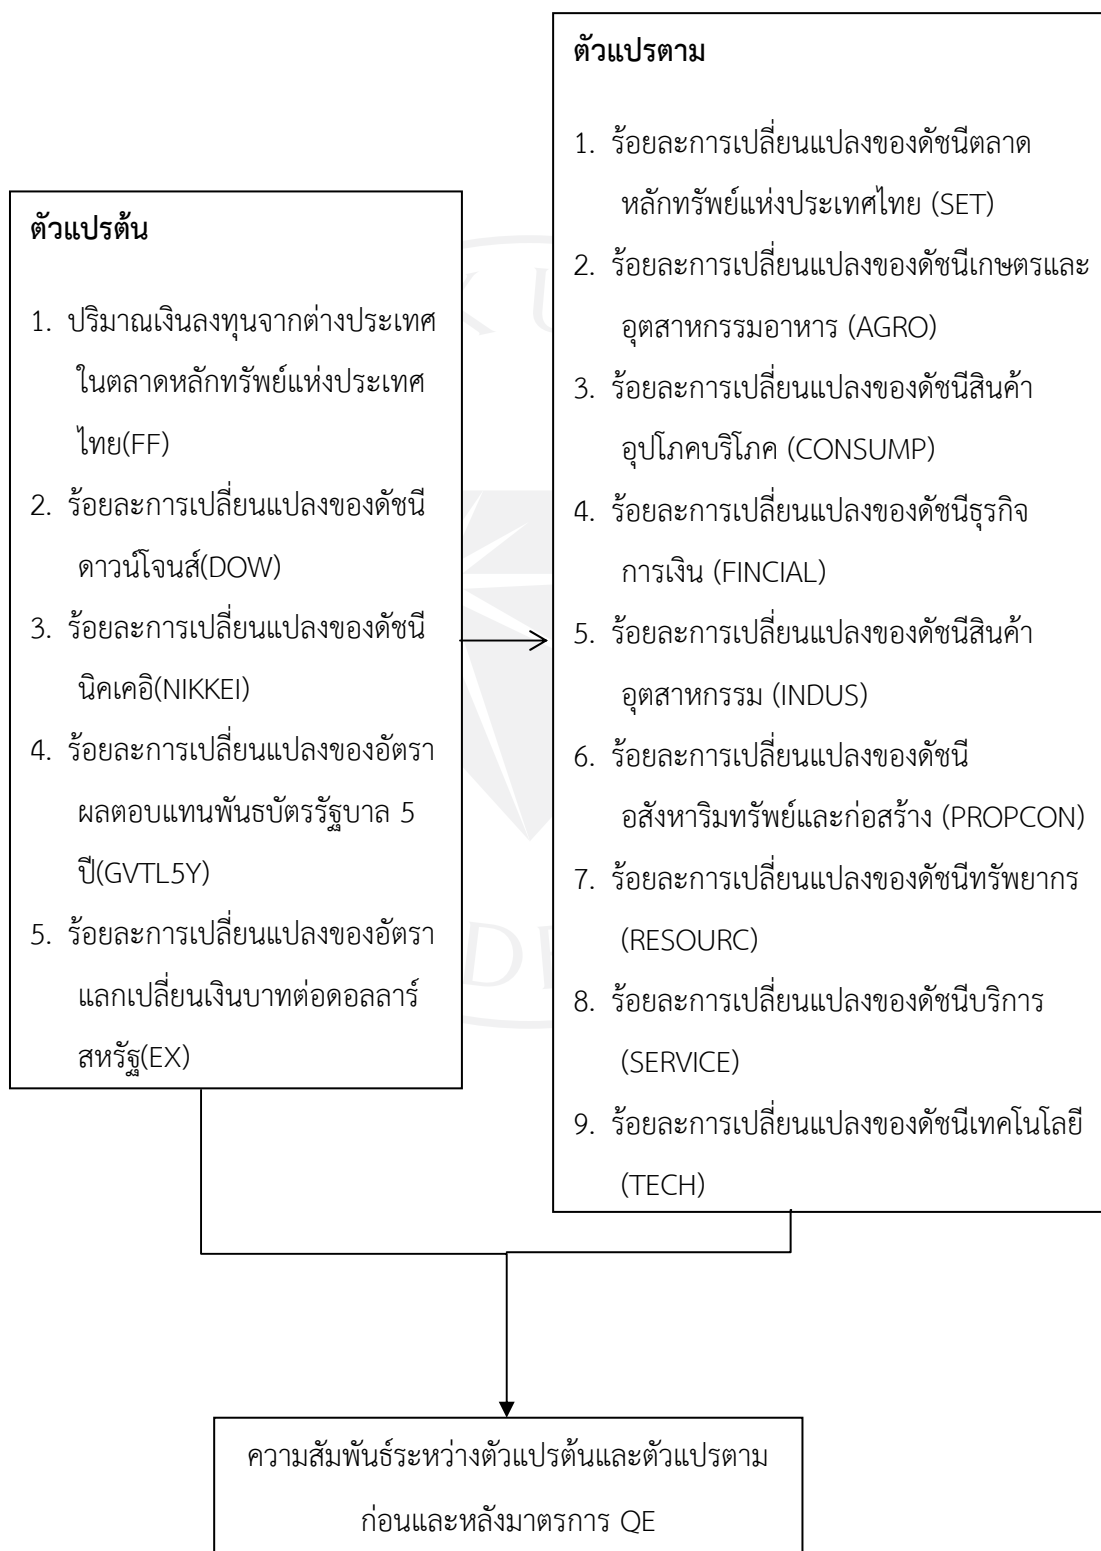 ตัวแปรต้น
1. ปริมาณเงินลงทุนจากต่างประเทศ
ในตลาดหลักทรัพย์แห่งประเทศ
ไทย(FF)
2. ร้อยละการเปลี่ยนแปลงของดัชนี
ดาวน์โจนส์(DOW)
3. ร้อยละการเปลี่ยนแปลงของดัชนี
นิคเคอิ(NIKKEI)
4. ร้อยละการเปลี่ยนแปลงของอัตรา
ผลตอบแทนพันธบัตรรัฐบาล 5
ปี(GVTL5Y)
5. ร้อยละการเปลี่ยนแปลงของอัตรา
แลกเปลี่ยนเงินบาทต่อดอลลาร์
สหรัฐ(EX)
ตัวแปรตาม
1. ร้อยละการเปลี่ยนแปลงของดัชนีตลาด
หลักทรัพย์แห่งประเทศไทย (SET)
2. ร้อยละการเปลี่ยนแปลงของดัชนีเกษตรและ
อุตสาหกรรมอาหาร (AGRO)
3. ร้อยละการเปลี่ยนแปลงของดัชนีสินค้า
อุปโภคบริโภค (CONSUMP)
4. ร้อยละการเปลี่ยนแปลงของดัชนีธุรกิจ
การเงิน (FINCIAL)
5. ร้อยละการเปลี่ยนแปลงของดัชนีสินค้า
อุตสาหกรรม (INDUS)
6. ร้อยละการเปลี่ยนแปลงของดัชนี
อสังหาริมทรัพย์และก่อสร้าง (PROPCON)
7. ร้อยละการเปลี่ยนแปลงของดัชนีทรัพยากร
(RESOURC)
8. ร้อยละการเปลี่ยนแปลงของดัชนีบริการ
(SERVICE)
9. ร้อยละการเปลี่ยนแปลงของดัชนีเทคโนโลยี
(TECH)
ความสัมพันธ์ระหว่างตัวแปรต้นและตัวแปรตาม
ก่อนและหลังมาตรการ QE